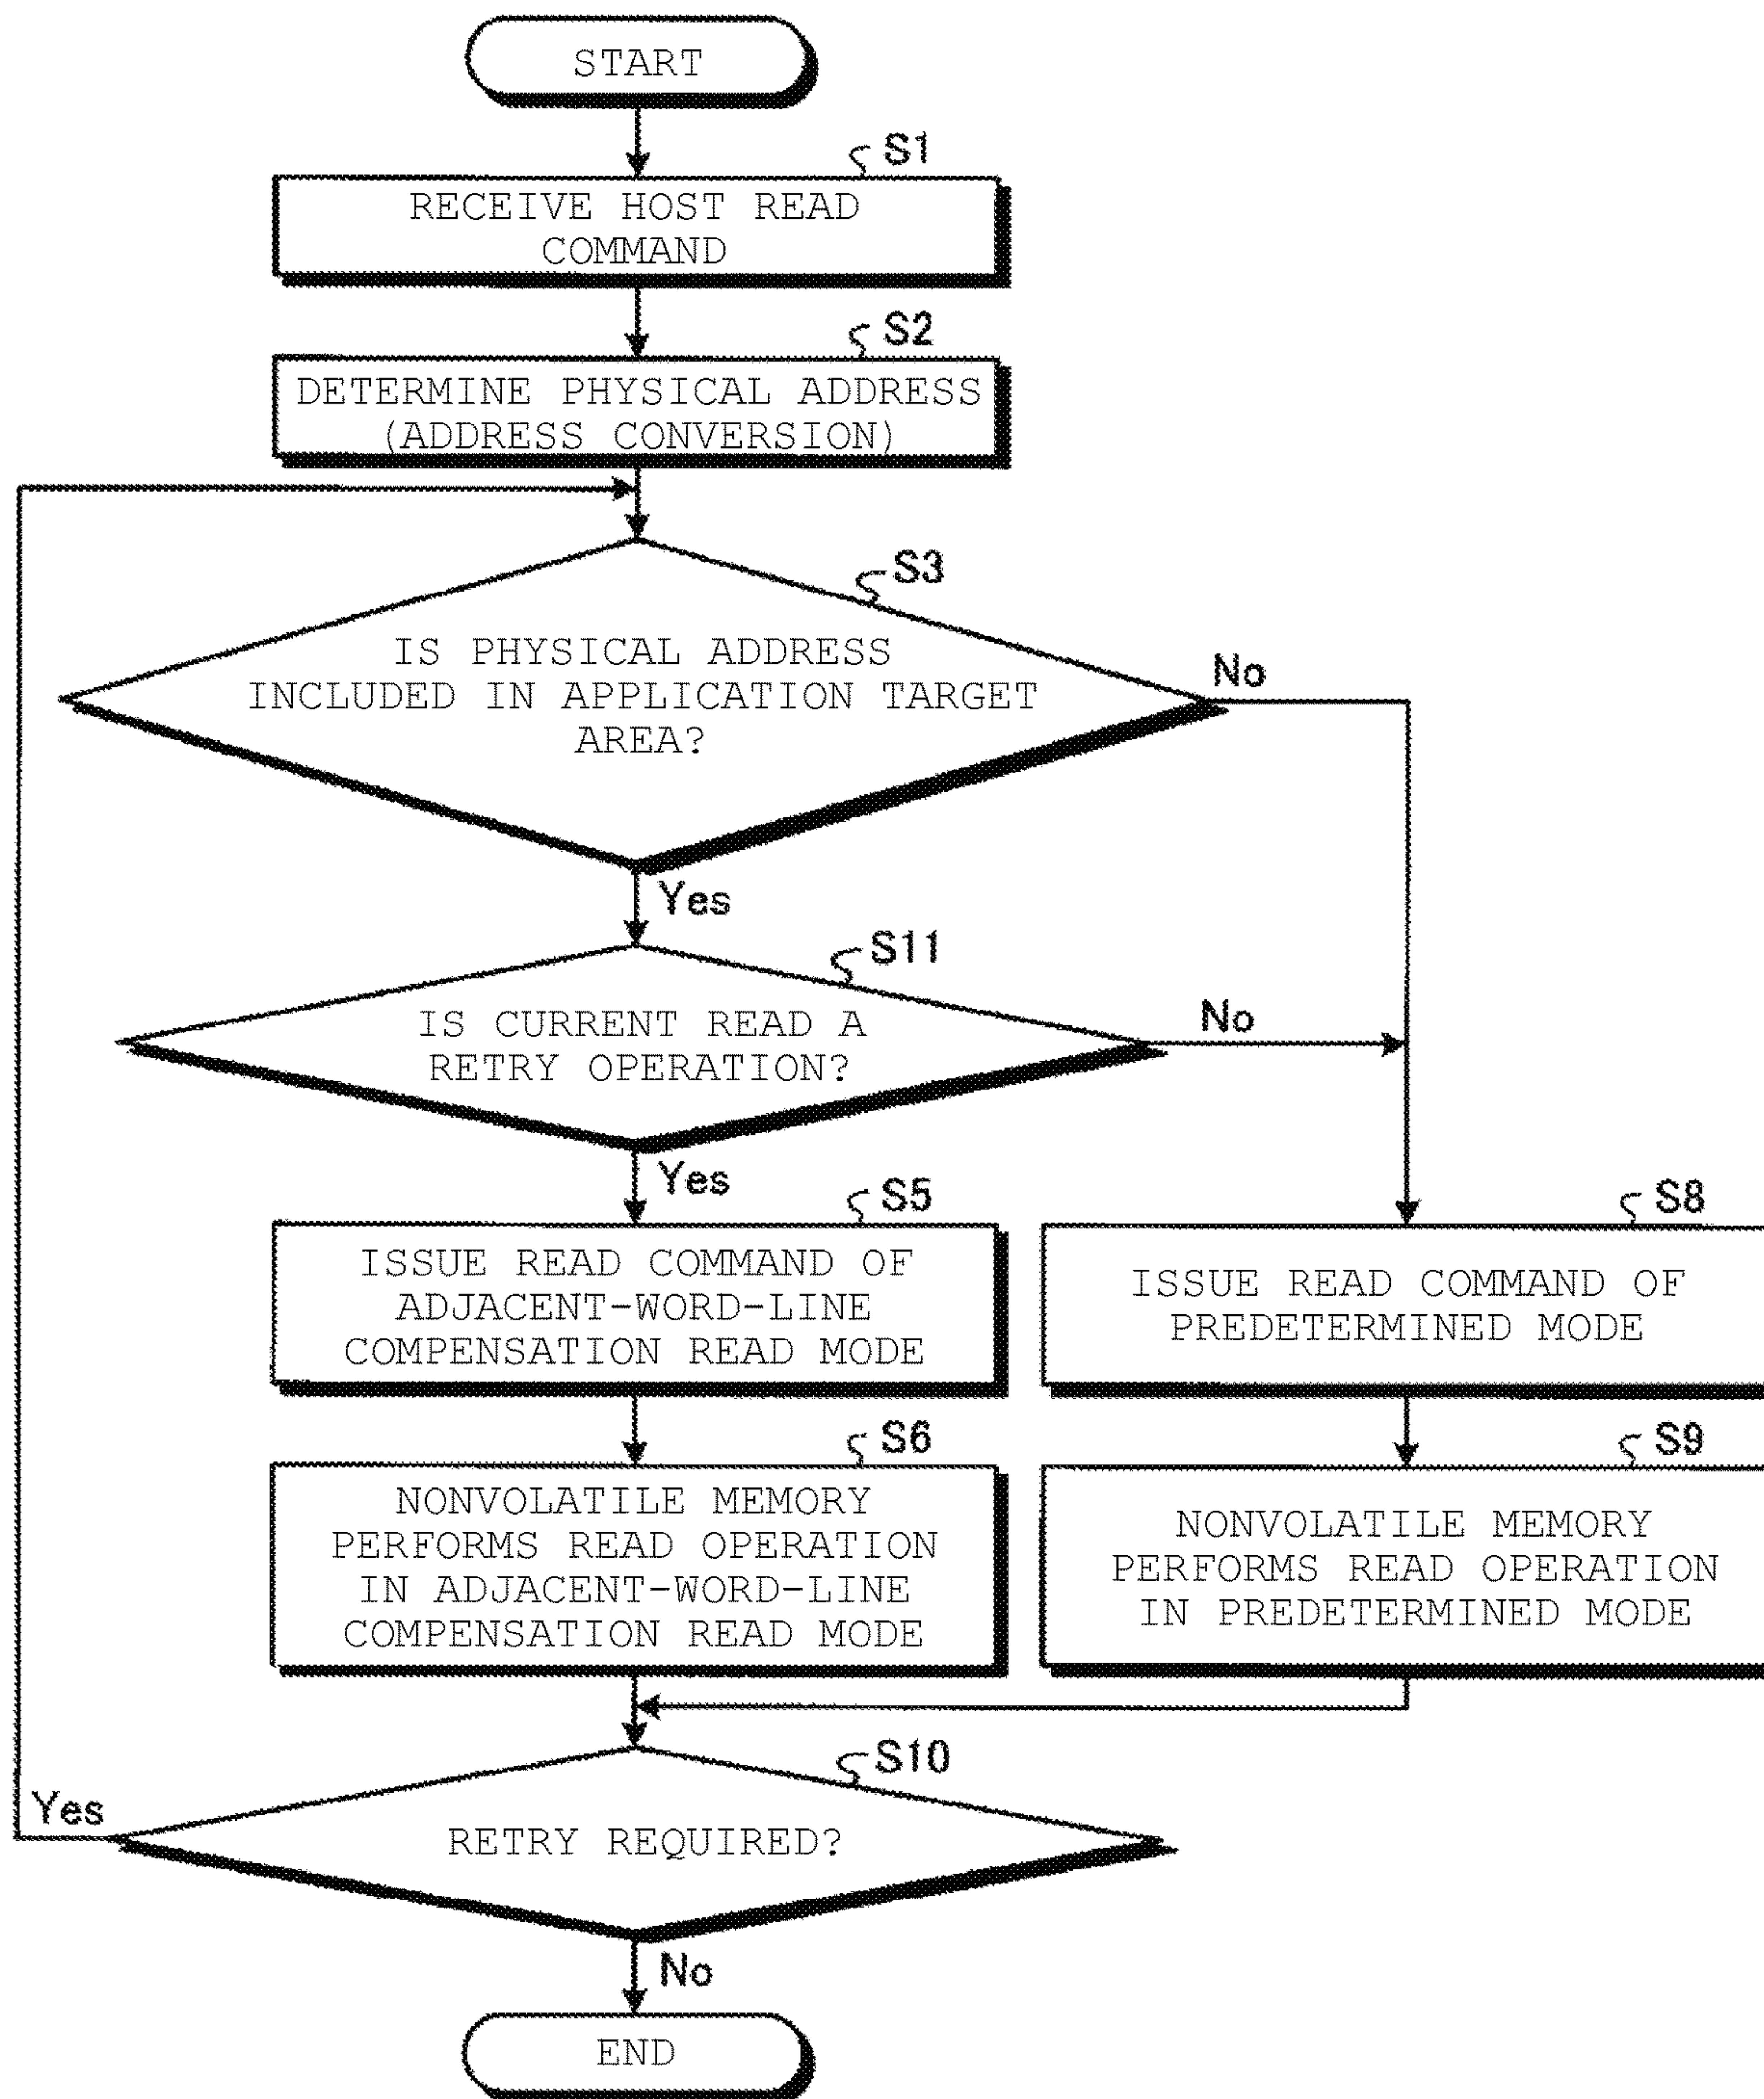 START
S1
RECEIVE HOST READ
COMMAND
S2
DETERMINE PHYSICAL ADDRESS
(ADDRESS CONVERSION)
S3
IS PHYSICAL ADDRESS
INCLUDED IN APPLICATION TARGET
AREA?
No
Yes
S11
IS CURRENT READ A
RETRY OPERATION?
No
Yes
S5
ISSUE READ COMMAND OF
ADJACENT-WORD-LINE
COMPENSATION READ MODE
S8
ISSUE READ COMMAND OF
PREDETERMINED MODE
S6
NONVOLATILE MEMORY
PERFORMS READ OPERATION
IN ADJACENT-WORD-LINE
COMPENSATION READ MODE
S9
NONVOLATILE MEMORY
PERFORMS READ OPERATION
IN PREDETERMINED MODE
S10
RETRY REQUIRED?
Yes
No
END